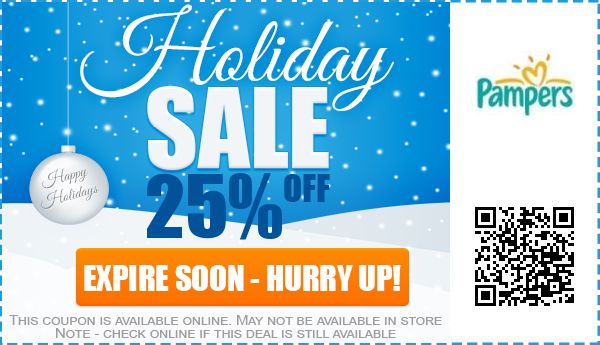 Holiday
SALE
25% OFF
Happy
Holidays
EXPIRE SOON - HURRY UP!
THIS COUPON IS AVAILABLE ONLINE. MAY NOT BE AVAILABLE IN STORE
NOTE - CHECK ONLINE IF THIS DEAL IS STILL AVAILABLE
Pampers